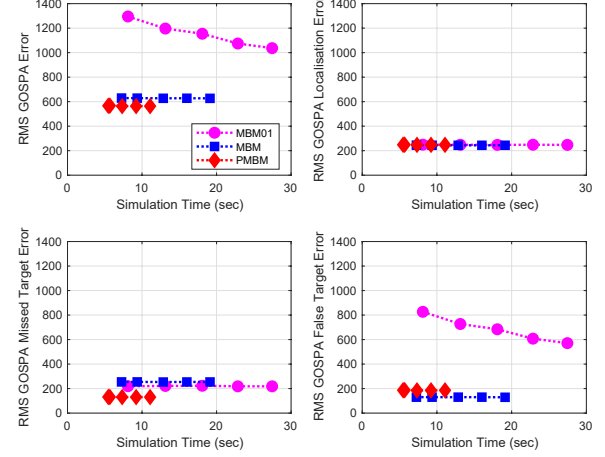 1400
1200
1000
800
600
400
200
0
RMS GOSPA Error
MBM01
MBM
PMBM
0 10 20 30
Simulation Time (sec)
1400
1200
1000
800
600
400
200
0
RMS GOSPA Localisation Error
0 10 20 30
Simulation Time (sec)
1400
1200
1000
800
600
400
200
0
RMS GOSPA Missed Target Error
0 10 20 30
Simulation Time (sec)
1400
1200
1000
800
600
400
200
0
RMS GOSPA False Target Error
0 10 20 30
Simulation Time (sec)